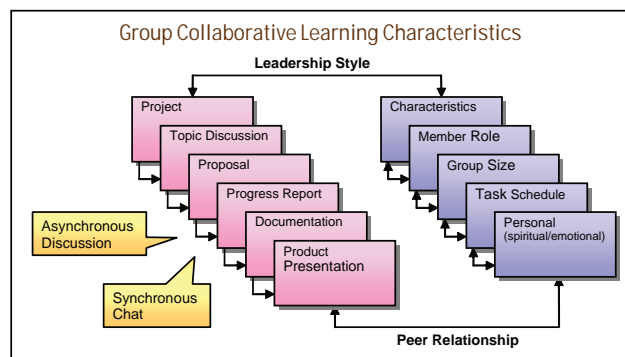 Group Collaborative Learning Characteristics
Leadership Style
Project
Topic Discussion
Proposal
Progress Report
Documentation
Product
Presentation
Characteristics
Member Role
Group Size
Task Schedule
Personal
(spiritual/emotional)
Asynchronous
Discussion
Synchronous
Chat
Peer Relationship